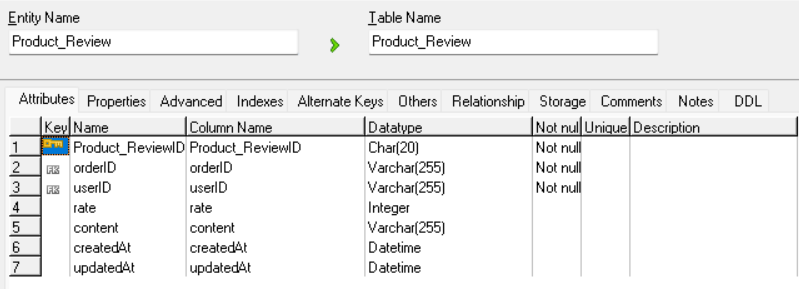 Entity Name Table Name
Product_Review Product_Review
Attributes Properties Advanced Indexes Alternate Keys Others Relationship Storage Comments Notes DDL
Key Name Column Name Datatype Not nul Unique Description
1 Product_ReviewID Product_ReviewID Char(20) Not null
2 FK orderID orderID Varchar(255) Not null
3 FK userID userID Varchar(255) Not null
4 rate rate Integer
5 content content Varchar(255)
6 createdAt createdAt Datetime
7 updatedAt updatedAt Datetime